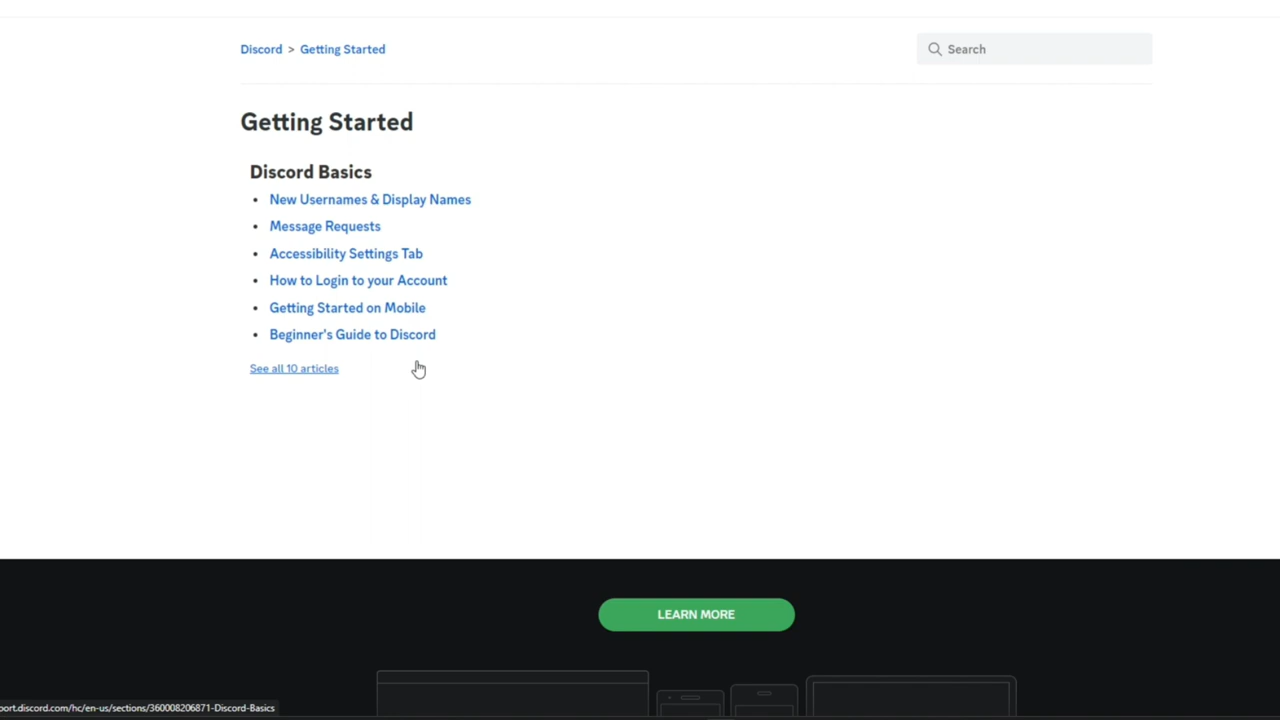 Discord > Getting Started
Search
Getting Started
Discord Basics
• New Usernames & Display Names
• Message Requests
• Accessibility Settings Tab
• How to Login to your Account
• Getting Started on Mobile
• Beginner's Guide to Discord
See all 10 articles
LEARN MORE
port.discord.com/hc/en-us/sections/360008206871-Discord-Basics